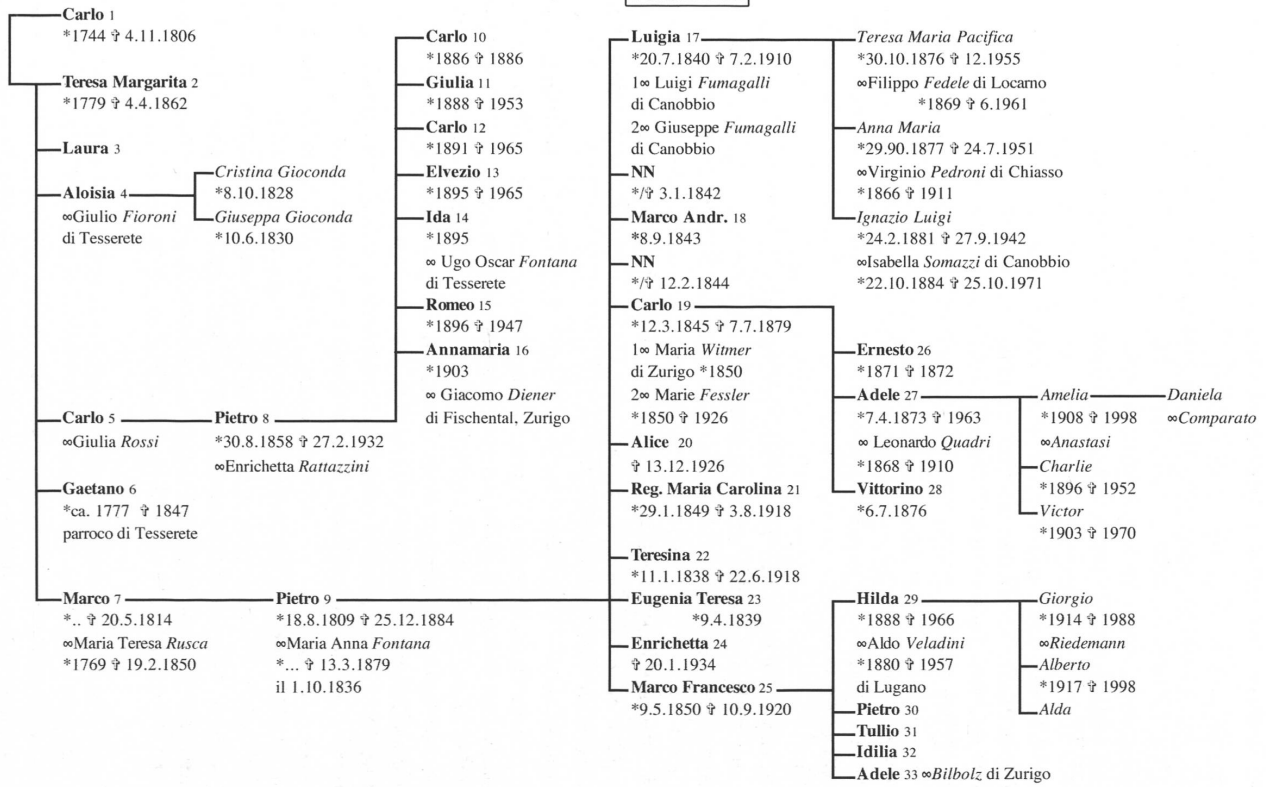 Carlo 1
*1744 ✞ 4.11.1806
Teresa Margarita 2
*1779 ✞ 4.4.1862
Laura 3
Aloisia 4
∞Giulio Fioroni
di Tesserete
Cristina Gioconda
*8.10.1828
Giuseppa Gioconda
*10.6.1830
Carlo 5
∞Giulia Rossi
Pietro 8
*30.8.1858 ✞ 27.2.1932
∞Enrichetta Rattazzini
Gaetano 6
*ca. 1777 ✞ 1847
parroco di Tesserete
Marco 7
*.. ✞ 20.5.1814
∞Maria Teresa Rusca
*1769 ✞ 19.2.1850
Pietro 9
*18.8.1809 ✞ 25.12.1884
∞Maria Anna Fontana
*... ✞ 13.3.1879
il 1.10.1836
Carlo 10
*1886 ✞ 1886
Giulia 11
*1888 ✞ 1953
Carlo 12
*1891 ✞ 1965
Elvezio 13
*1895 ✞ 1965
Ida 14
*1895
∞ Ugo Oscar Fontana
di Tesserete
Romeo 15
*1896 ✞ 1947
Annamaria 16
*1903
∞ Giacomo Diener
di Fischental, Zurigo
Luigia 17
*20.7.1840 ✞ 7.2.1910
1∞ Luigi Fumagalli
di Canobbio
2∞ Giuseppe Fumagalli
di Canobbio
NN
*/✞ 3.1.1842
Marco Andr. 18
*8.9.1843
NN
*/✞ 12.2.1844
Carlo 19
*12.3.1845 ✞ 7.7.1879
1∞ Maria Witmer
di Zurigo *1850
2∞ Marie Fessler
*1850 ✞ 1926
Alice 20
✞ 13.12.1926
Reg. Maria Carolina 21
*29.1.1849 ✞ 3.8.1918
Teresina 22
*11.1.1838 ✞ 22.6.1918
Eugenia Teresa 23
*9.4.1839
Enrichetta 24
✞ 20.1.1934
Marco Francesco 25
*9.5.1850 ✞ 10.9.1920
Teresa Maria Pacifica
*30.10.1876 ✞ 12.1955
∞Filippo Fedele di Locarno
*1869 ✞ 6.1961
Anna Maria
*29.90.1877 ✞ 24.7.1951
∞Virginio Pedroni di Chiasso
*1866 ✞ 1911
Ignazio Luigi
*24.2.1881 ✞ 27.9.1942
∞Isabella Somazzi di Canobbio
*22.10.1884 ✞ 25.10.1971
Ernesto 26
*1871 ✞ 1872
Adele 27
*7.4.1873 ✞ 1963
∞ Leonardo Quadri
*1868 ✞ 1910
Vittorino 28
*6.7.1876
Amelia
*1908 ✞ 1998
∞Anastasi
Charlie
*1896 ✞ 1952
Victor
*1903 ✞ 1970
Daniela
∞Comparato
Hilda 29
*1888 ✞ 1966
∞Aldo Veladini
*1880 ✞ 1957
di Lugano
Pietro 30
Tullio 31
Idilia 32
Adele 33 ∞Bilbolz di Zurigo
Giorgio
*1914 ✞ 1988
∞Riedemann
Alberto
*1917 ✞ 1998
Alda